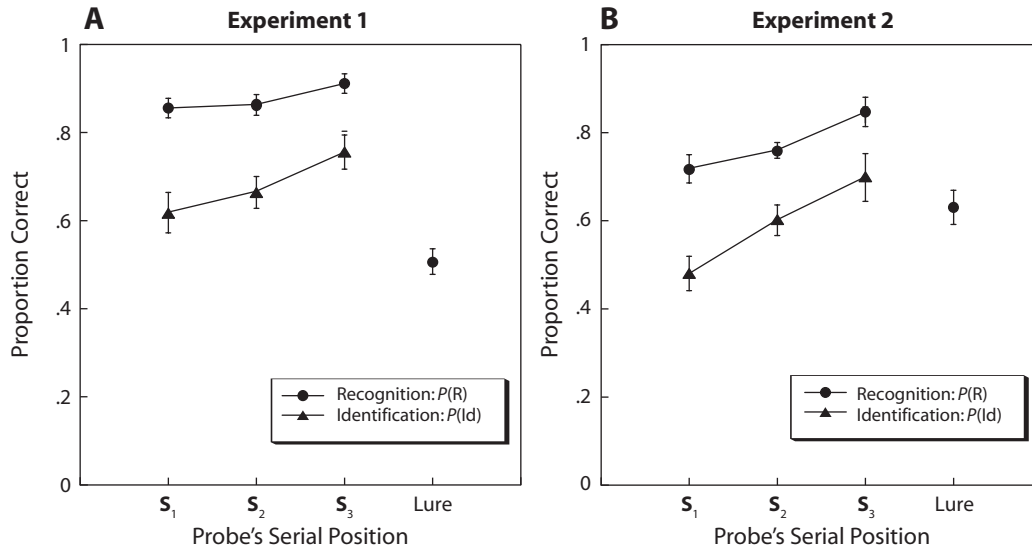 A Experiment 1
1
.8
.6
.4
.2
0
Proportion Correct
Recognition: P(R)
Identification: P(Id)
S1 S2 S3 Lure
Probe's Serial Position
B Experiment 2
1
.8
.6
.4
.2
0
Proportion Correct
Recognition: P(R)
Identification: P(Id)
S1 S2 S3 Lure
Probe's Serial Position